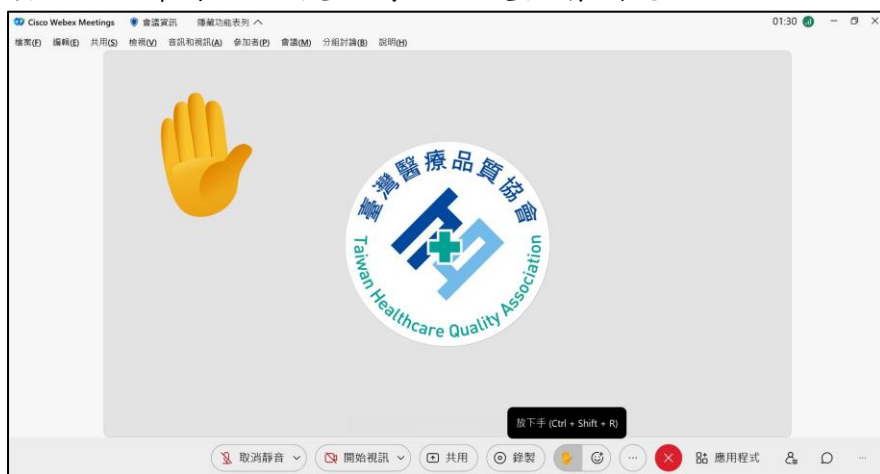 Cisco Webex Meetings 會議資訊 隱藏功能表列 01:30
檔案(F) 編輯(E) 共用(S) 檢視(V) 音訊和視訊(A) 參加者(P) 會議(M) 分組討論(B) 說明(H)
臺灣醫療品質協會
Taiwan Healthcare Quality Association
放下手 (Ctrl + Shift + R)
取消靜音 開始視訊 共用 錄製 應用程式